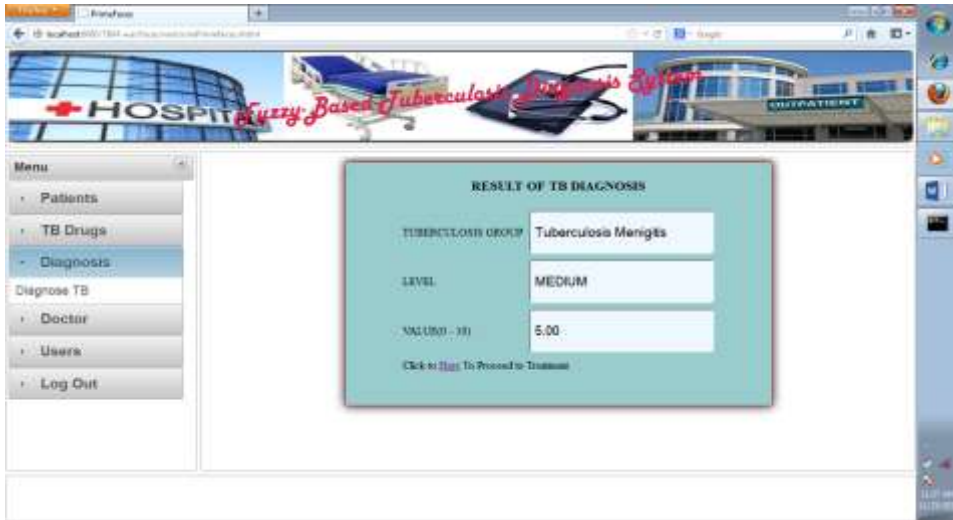 PrimeFaces
Google
HOSPIT
Fuzzy-Based Tuberculosis Diagnosis System
OUTPATIENT
Menu
Patients
TB Drugs
Diagnosis
Diagnose TB
Doctor
Users
Log Out
RESULT OF TB DIAGNOSIS
TUBERCULOSIS GROUP Tuberculosis Menigitis
LEVEL MEDIUM
VALUE(0 - 10) 5.00
Click to Here To Proceed to Treatment